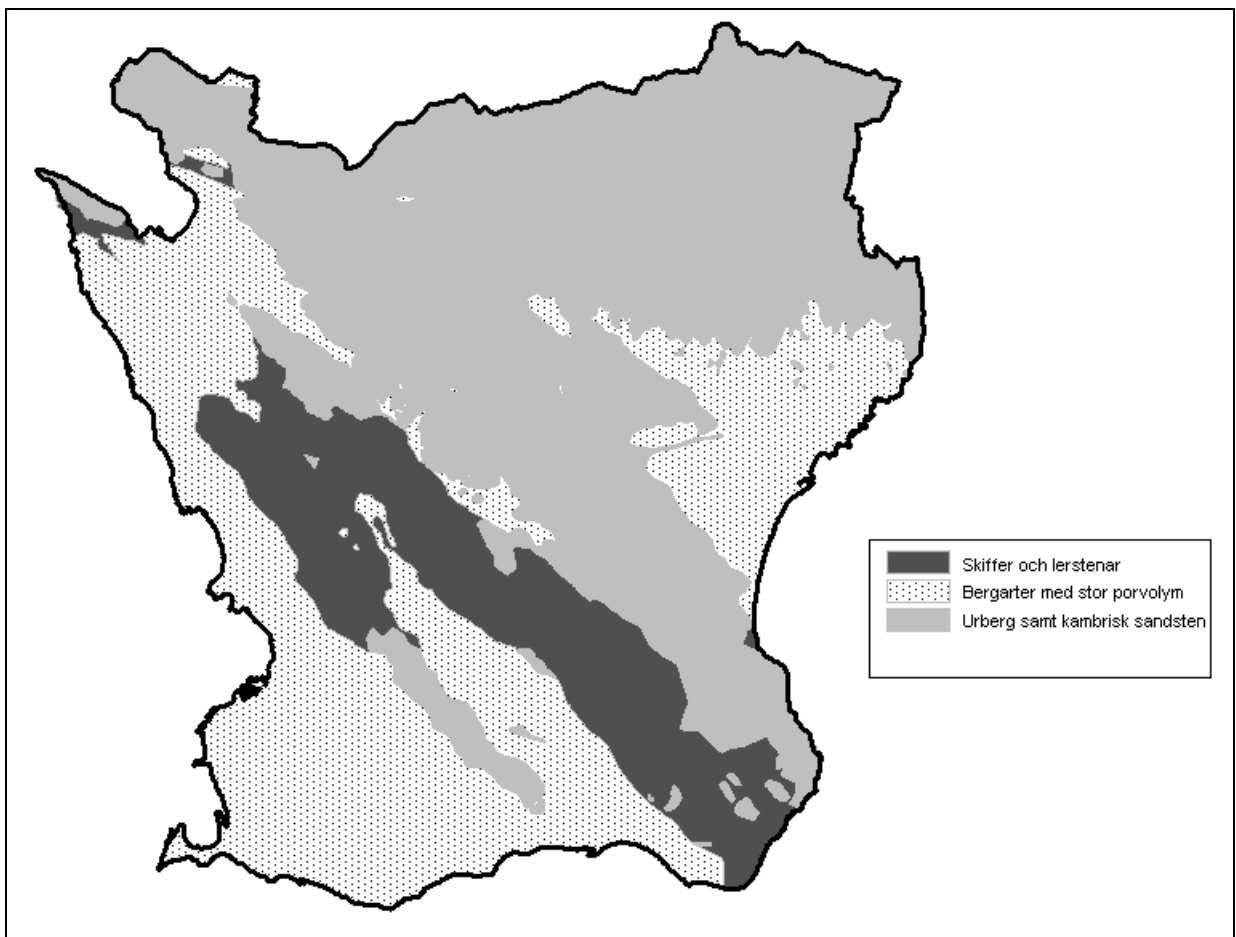 Skiffer och lerstenar
Bergarter med stor porvolym
Urberg samt kambrisk sandsten